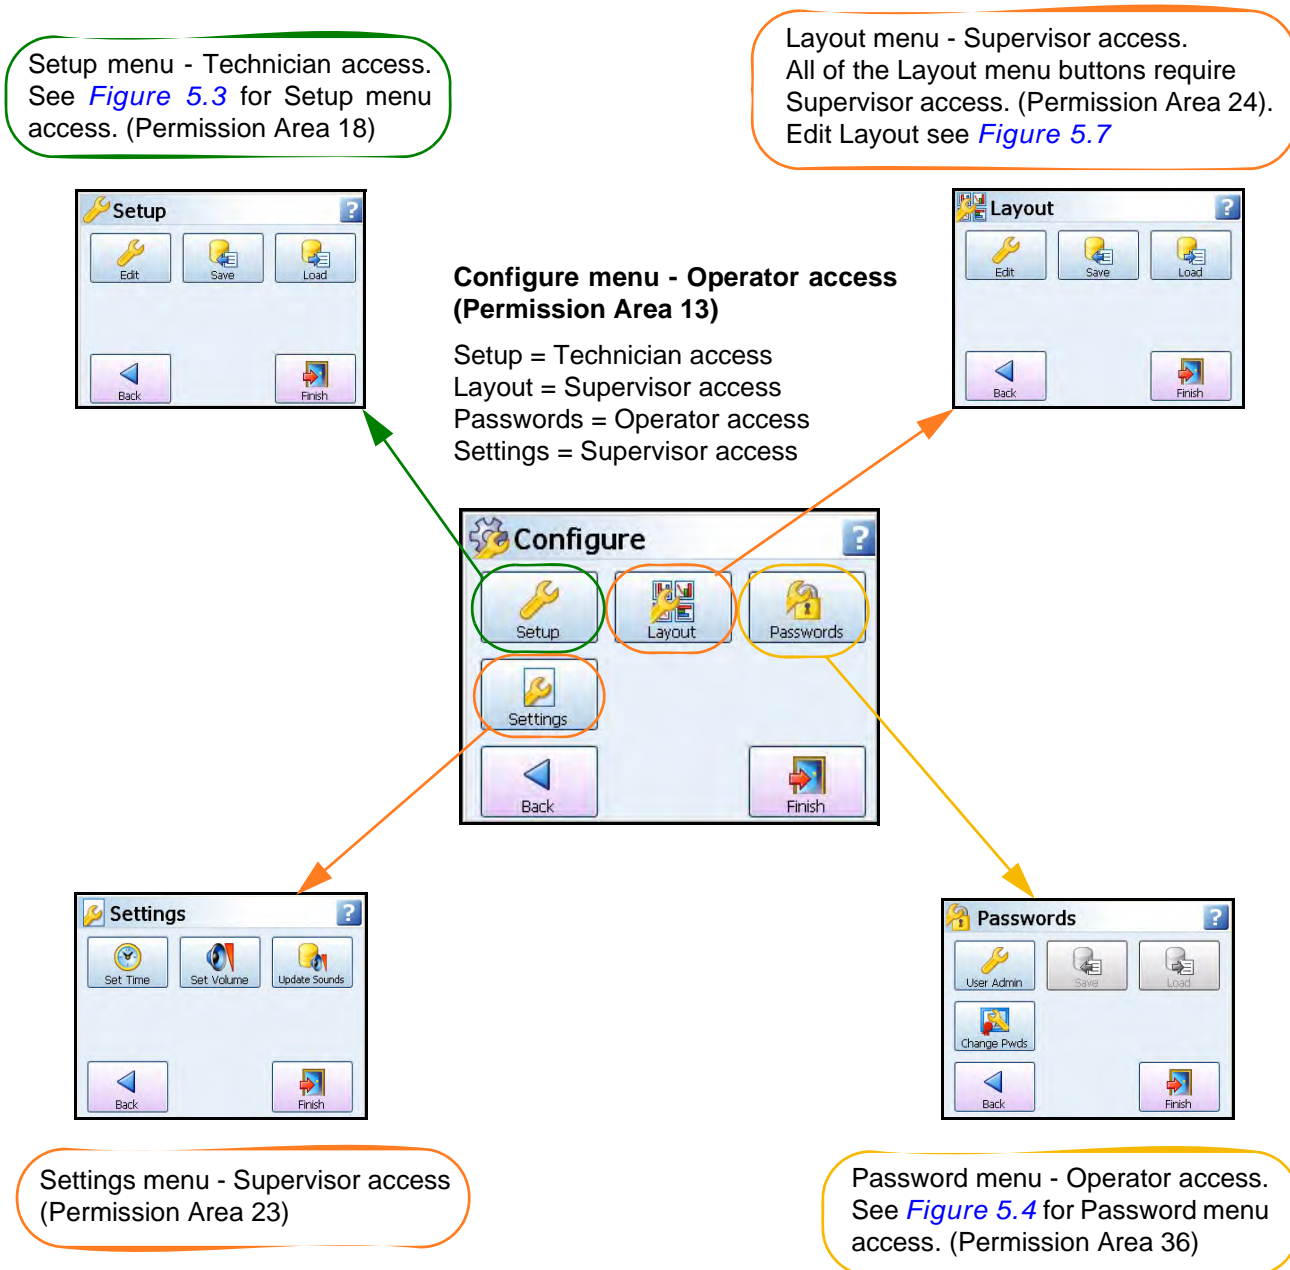 Setup menu - Technician access.
See Figure 5.3 for Setup menu
access. (Permission Area 18)
Layout menu - Supervisor access.
All of the Layout menu buttons require
Supervisor access. (Permission Area 24).
Edit Layout see Figure 5.7
Setup ?
Edit Save Load
Back Finish
Layout ?
Edit Save Load
Back Finish
Configure menu - Operator access
(Permission Area 13)
Setup = Technician access
Layout = Supervisor access
Passwords = Operator access
Settings = Supervisor access
Configure ?
Setup Layout Passwords
Settings
Back Finish
Settings ?
Set Time Set Volume Update Sounds
Back Finish
Passwords ?
User Admin Save Load
Change Pwds
Back Finish
Settings menu - Supervisor access
(Permission Area 23)
Password menu - Operator access.
See Figure 5.4 for Password menu
access. (Permission Area 36)